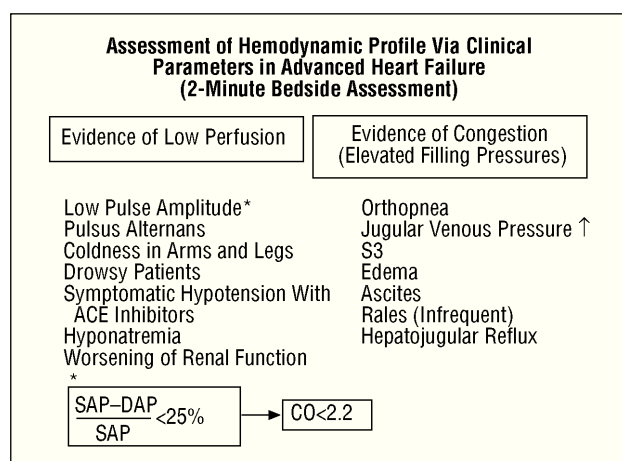 Assessment of Hemodynamic Profile Via Clinical
Parameters in Advanced Heart Failure
(2-Minute Bedside Assessment)
Evidence of Low Perfusion
Evidence of Congestion
(Elevated Filling Pressures)
Low Pulse Amplitude*
Pulsus Alternans
Coldness in Arms and Legs
Drowsy Patients
Symptomatic Hypotension With
ACE Inhibitors
Hyponatremia
Worsening of Renal Function
Orthopnea
Jugular Venous Pressure ↑
S3
Edema
Ascites
Rales (Infrequent)
Hepatojugular Reflux
*
SAP–DAP
SAP
<25%
CO<2.2